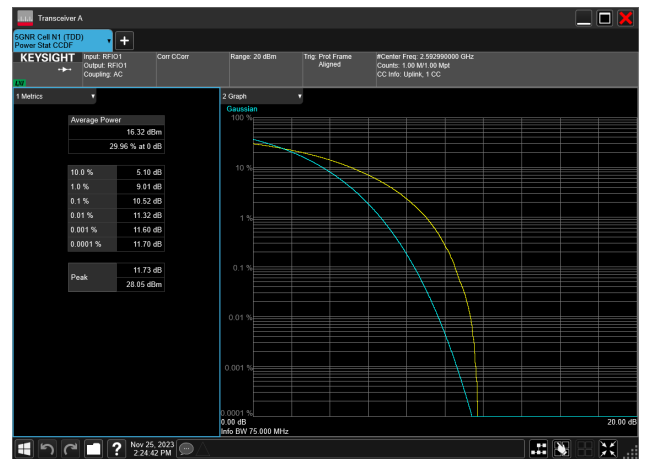 Transceiver A
5GNR Cell N1 (TDD)
Power Stat CCDF
KEYSIGHT
LXI
Input: RFIO1
Output: RFIO1
Coupling: AC
Corr CCorr
Range: 20 dBm
Trig: Prot Frame
Aligned
#Center Freq: 2.592990000 GHz
Counts: 1.00 M/1.00 Mpt
CC Info: Uplink, 1 CC
1 Metrics
Average Power
16.32 dBm
29.96 % at 0 dB
10.0 % 5.10 dB
1.0 % 9.01 dB
0.1 % 10.52 dB
0.01 % 11.32 dB
0.001 % 11.60 dB
0.0001 % 11.70 dB
Peak 11.73 dB
28.05 dBm
2 Graph
Gaussian
100 %
10 %
1 %
0.1 %
0.01 %
0.001 %
0.0001 %
0.00 dB 20.00 dB
Info BW 75.000 MHz
?
Nov 25, 2023
2:24:42 PM